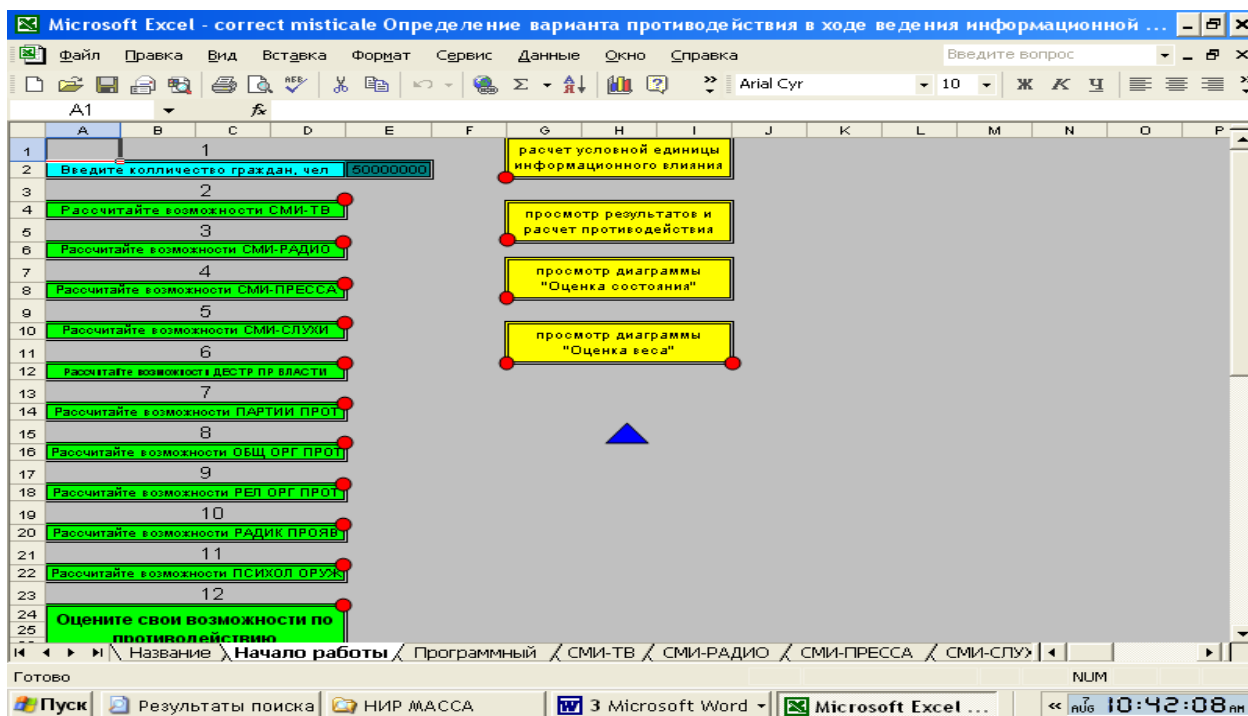 Microsoft Excel - correct misticale Определение варианта противодействия в ходе ведения информационной ...
Файл Правка Вид Вставка Формат Сервис Данные Окно Справка Введите вопрос
Arial Cyr 10 Ж К Ч
A1 fx
A B C D E F G H I J K L M N O P
1 1 расчет условной единицы
2 Введите колличество граждан, чел 50000000 информационного влияния
3 2
4 Рассчитайте возможности СМИ-ТВ просмотр результатов и
5 3 расчет противодействия
6 Рассчитайте возможности СМИ-РАДИО
7 4 просмотр диаграммы
8 Рассчитайте возможности СМИ-ПРЕССА "Оценка состояния"
9 5
10 Рассчитайте возможности СМИ-СЛУХИ просмотр диаграммы
11 6 "Оценка веса"
12 Рассчитайте возможности ДЕСТР ПР ВЛАСТИ
13 7
14 Рассчитайте возможности ПАРТИИ ПРОТ
15 8
16 Рассчитайте возможности ОБЩ ОРГ ПРОТ
17 9
18 Рассчитайте возможности РЕЛ ОРГ ПРОТ
19 10
20 Рассчитайте возможности РАДИК ПРОЯВ
21 11
22 Рассчитайте возможности ПСИХОЛ ОРУЖ
23 12
24 Оцените свои возможности по
25 противодействию
Название Начало работы Программный СМИ-ТВ СМИ-РАДИО СМИ-ПРЕССА СМИ-СЛУХ
Готово NUM
Пуск Результаты поиска НИР МАССА 3 Microsoft Word Microsoft Excel ... « 7 AUG 10:42:08 AM